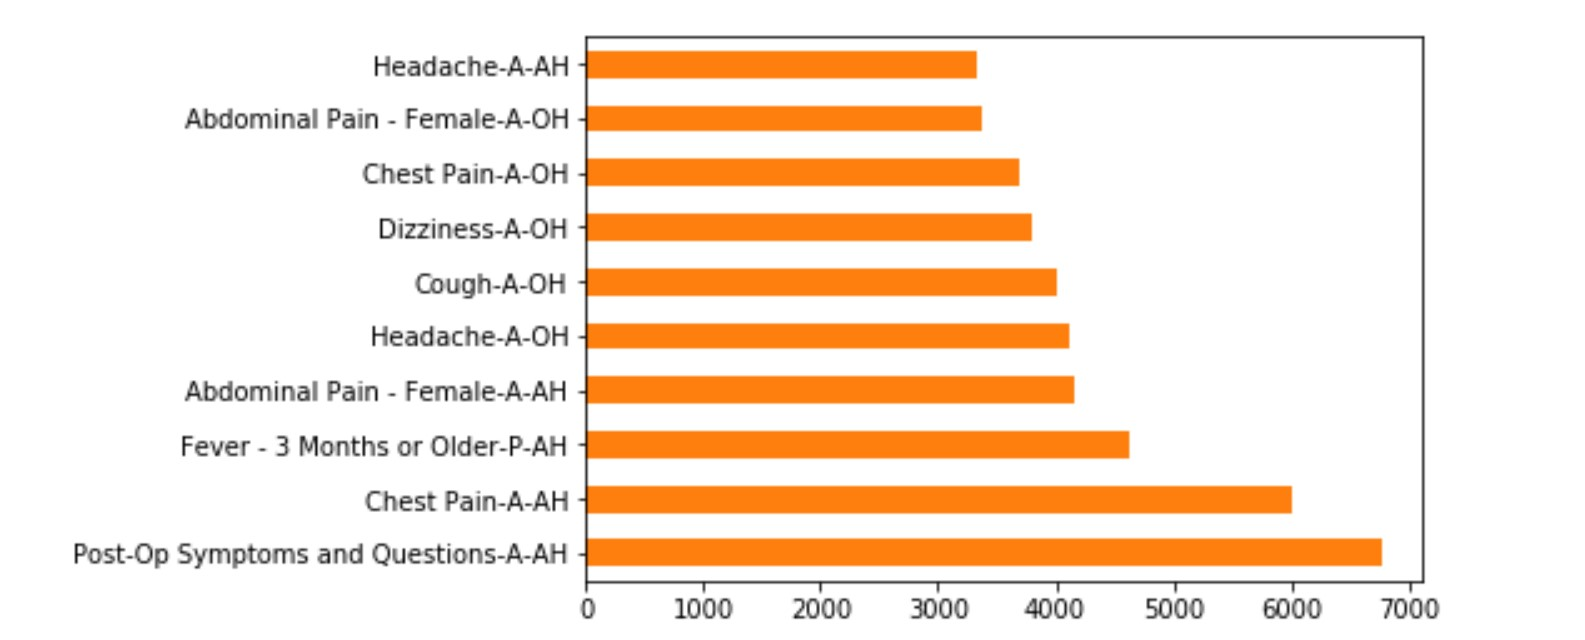 Headache-A-AH
Abdominal Pain - Female-A-OH
Chest Pain-A-OH
Dizziness-A-OH
Cough-A-OH
Headache-A-OH
Abdominal Pain - Female-A-AH
Fever - 3 Months or Older-P-AH
Chest Pain-A-AH
Post-Op Symptoms and Questions-A-AH
0 1000 2000 3000 4000 5000 6000 7000